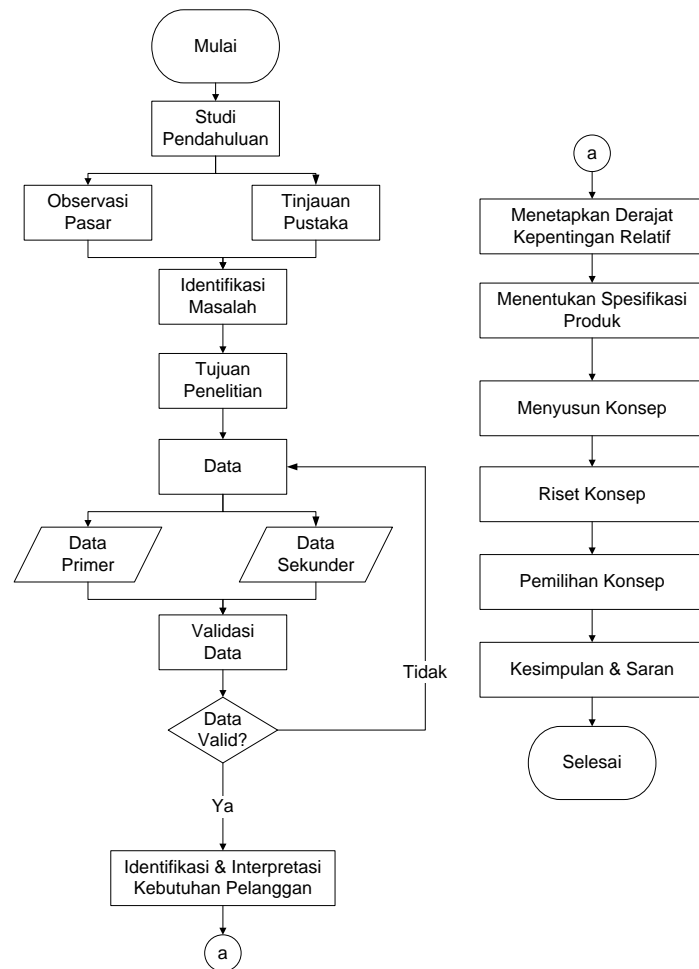 Mulai
Studi
Pendahuluan
Observasi
Pasar
Tinjauan
Pustaka
Identifikasi
Masalah
Tujuan
Penelitian
Data
Data
Primer
Data
Sekunder
Validasi
Data
Data
Valid?
Tidak
Ya
Identifikasi & Interpretasi
Kebutuhan Pelanggan
a
a
Menetapkan Derajat
Kepentingan Relatif
Menentukan Spesifikasi
Produk
Menyusun Konsep
Riset Konsep
Pemilihan Konsep
Kesimpulan & Saran
Selesai